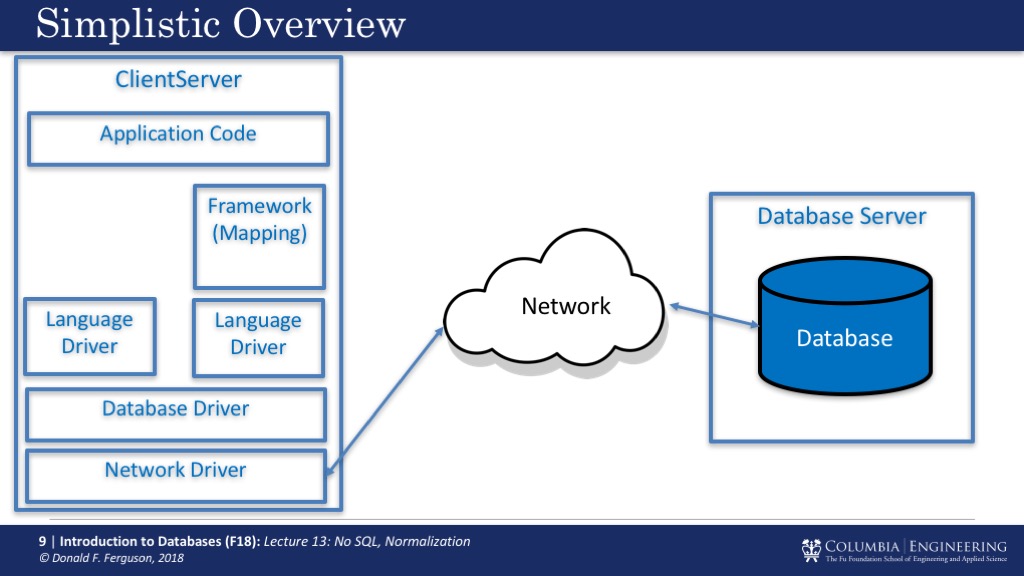 Simplistic Overview
ClientServer
Application Code
Framework
(Mapping)
Language
Driver
Language
Driver
Database Driver
Network Driver
Network
Database Server
Database
9 | Introduction to Databases (F18): Lecture 13: No SQL, Normalization
© Donald F. Ferguson, 2018
COLUMBIA | ENGINEERING
The Fu Foundation School of Engineering and Applied Science